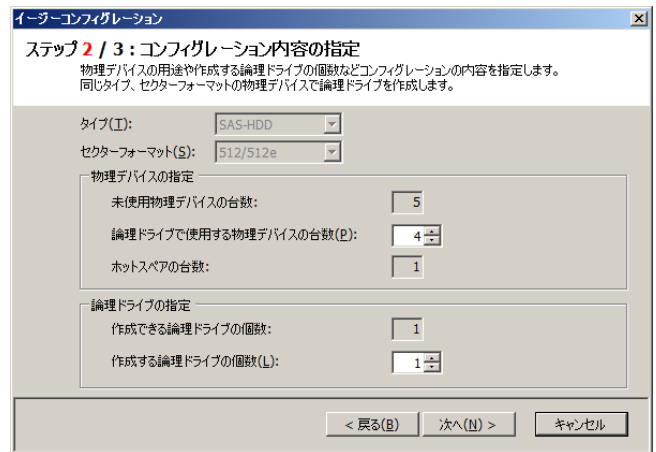 イージーコンフィグレーション
ステップ 2 / 3 : コンフィグレーション内容の指定
物理デバイスの用途や作成する論理ドライブの個数などコンフィグレーションの内容を指定します。
同じタイプ、セクターフォーマットの物理デバイスで論理ドライブを作成します。
タイプ(T): SAS-HDD
セクターフォーマット(S): 512/512e
物理デバイスの指定
未使用物理デバイスの台数: 5
論理ドライブで使用する物理デバイスの台数(P): 4
ホットスペアの台数: 1
論理ドライブの指定
作成できる論理ドライブの個数: 1
作成する論理ドライブの個数(L): 1
< 戻る(B) 次へ(N) > キャンセル